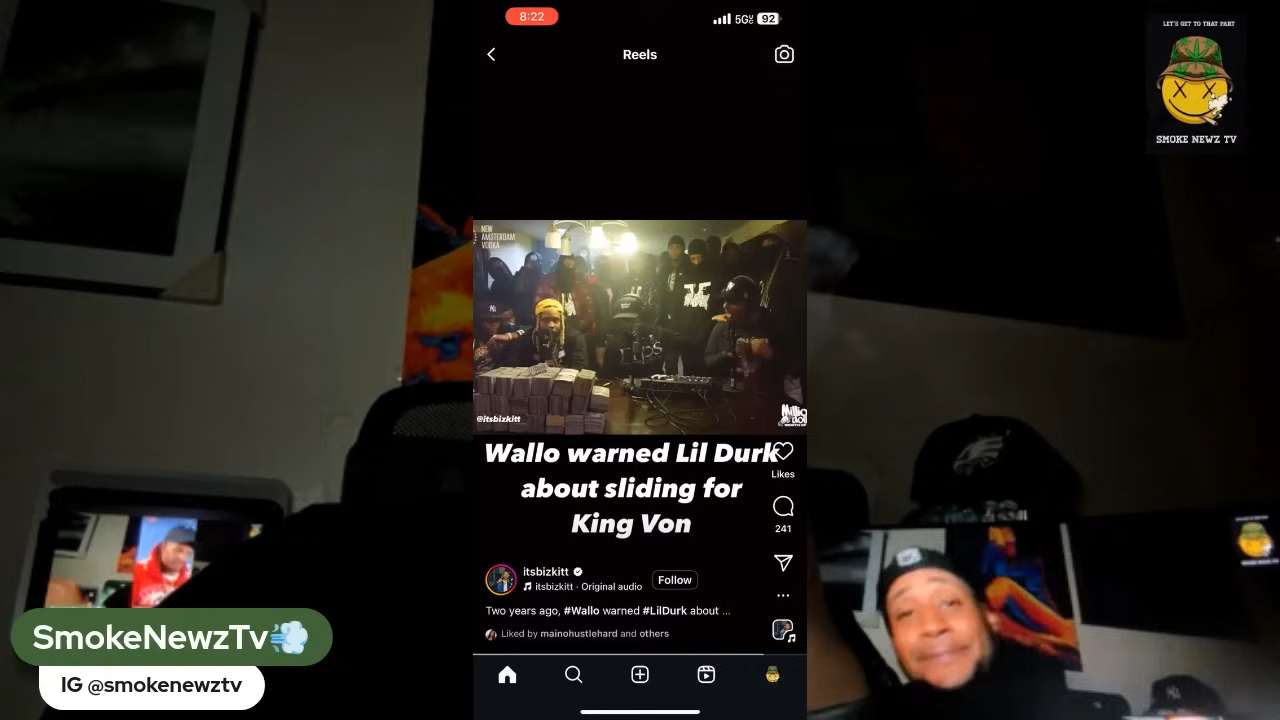 8:22
5G
92
Reels
LET'S GET TO THAT PART
SMOKE NEWZ TV
NEW
AMSTERDAM
VODKA
@itsbizkitt
Wallo warned Lil Durk
about sliding for
King Von
Likes
241
itsbizkitt
itsbizkitt · Original audio
Follow
Two years ago, #Wallo warned #LilDurk about ...
Liked by mainohustlehard and others
SmokeNewzTv💨
IG @smokenewztv